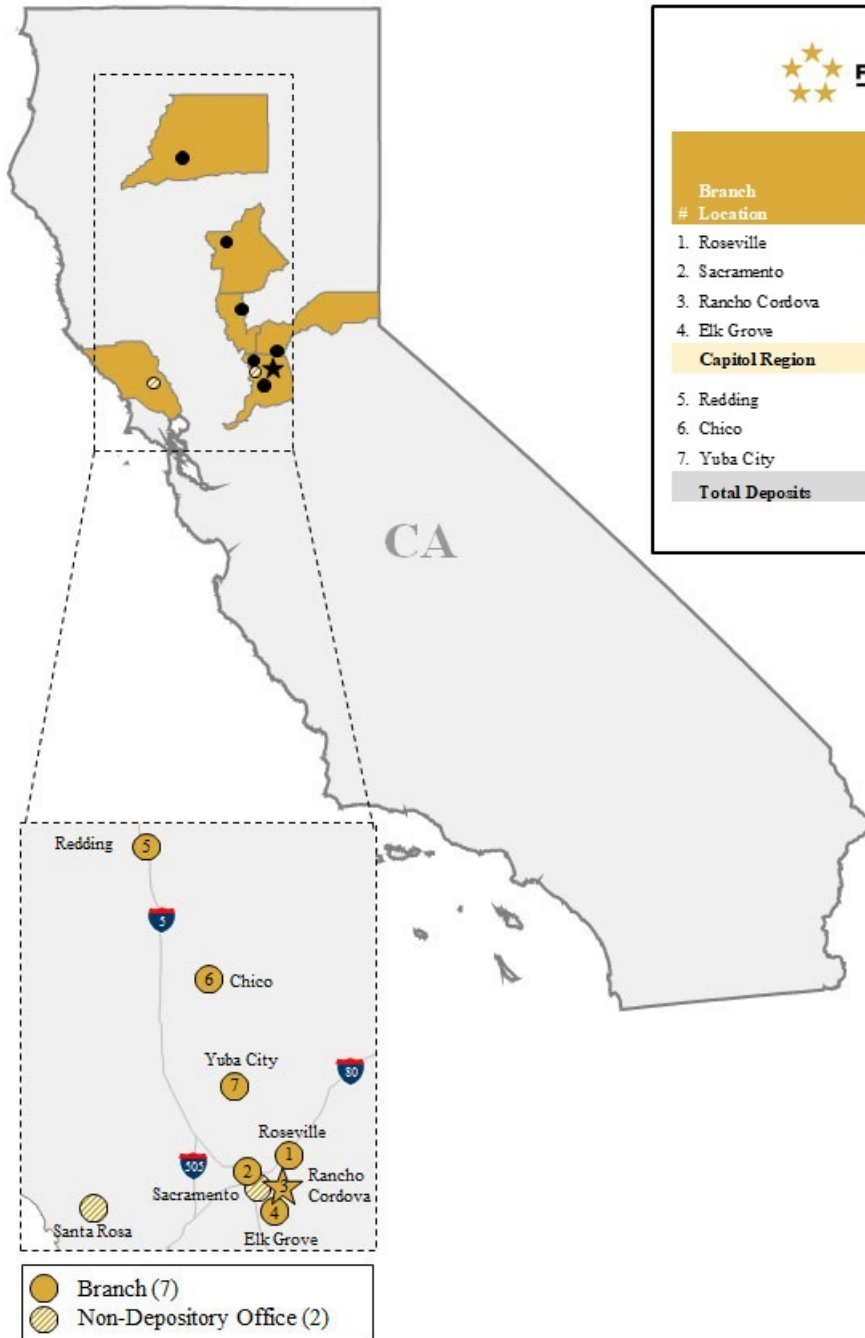 Branch
# Location
1. Roseville
2. Sacramento
3. Rancho Cordova
4. Elk Grove
Capitol Region
5. Redding
6. Chico
7. Yuba City
Total Deposits
CA
Redding
5
5
6
Chico
Yuba City
7
80
Roseville
1
505
2
Sacramento
3
Rancho
Cordova
4
Santa Rosa
Elk Grove
Branch (7)
Non-Depository Office (2)